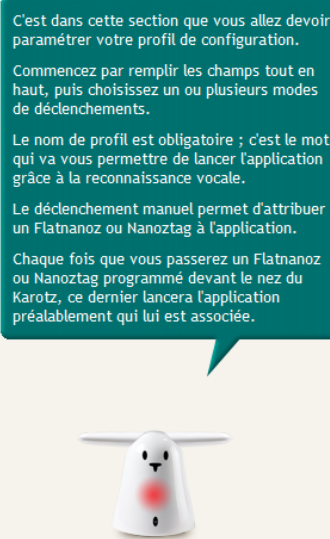 C'est dans cette section que vous allez devoir
paramétrer votre profil de configuration.
Commencez par remplir les champs tout en
haut, puis choisissez un ou plusieurs modes
de déclenchements.
Le nom de profil est obligatoire ; c'est le mot
qui va vous permettre de lancer l'application
grâce à la reconnaissance vocale.
Le déclenchement manuel permet d'attribuer
un Flatnanoz ou Nanoztag à l'application.
Chaque fois que vous passerez un Flatnanoz
ou Nanoztag programmé devant le nez du
Karotz, ce dernier lancera l'application
préalablement qui lui est associée.